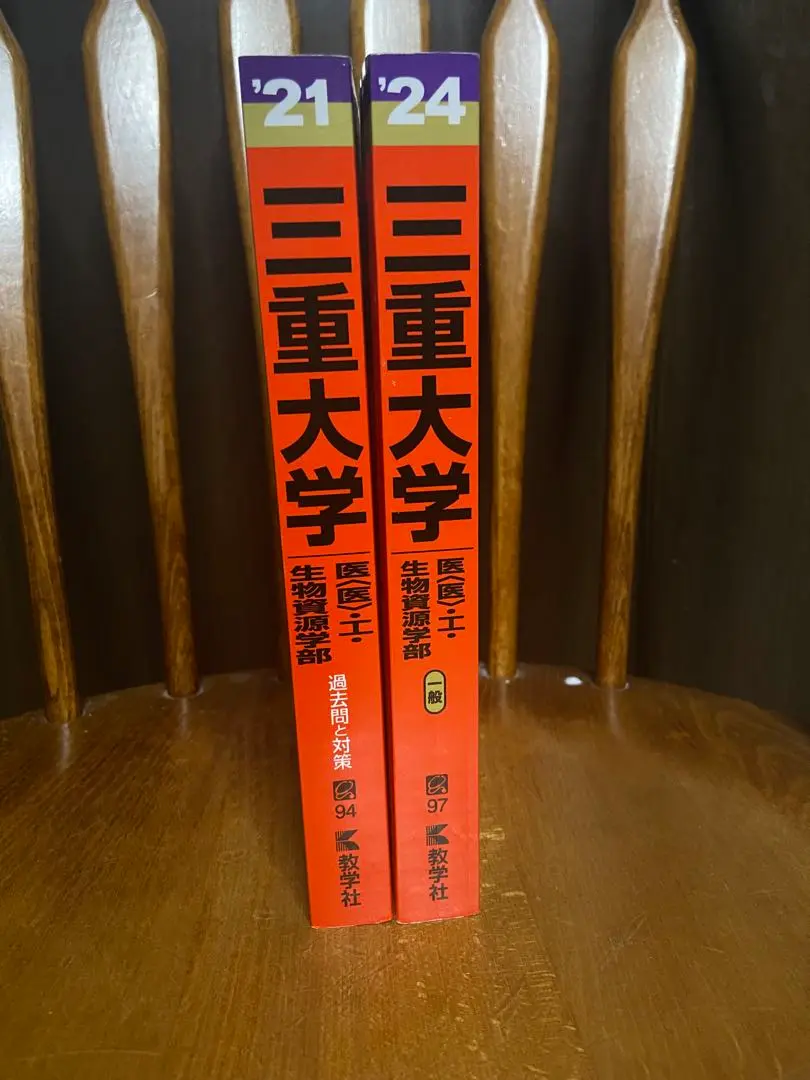 '21
三重大学
医〈医〉・工・
生物資源学部
過去問と対策
94
教学社
'24
三重大学
医〈医〉・工・
生物資源学部
一般
97
教学社